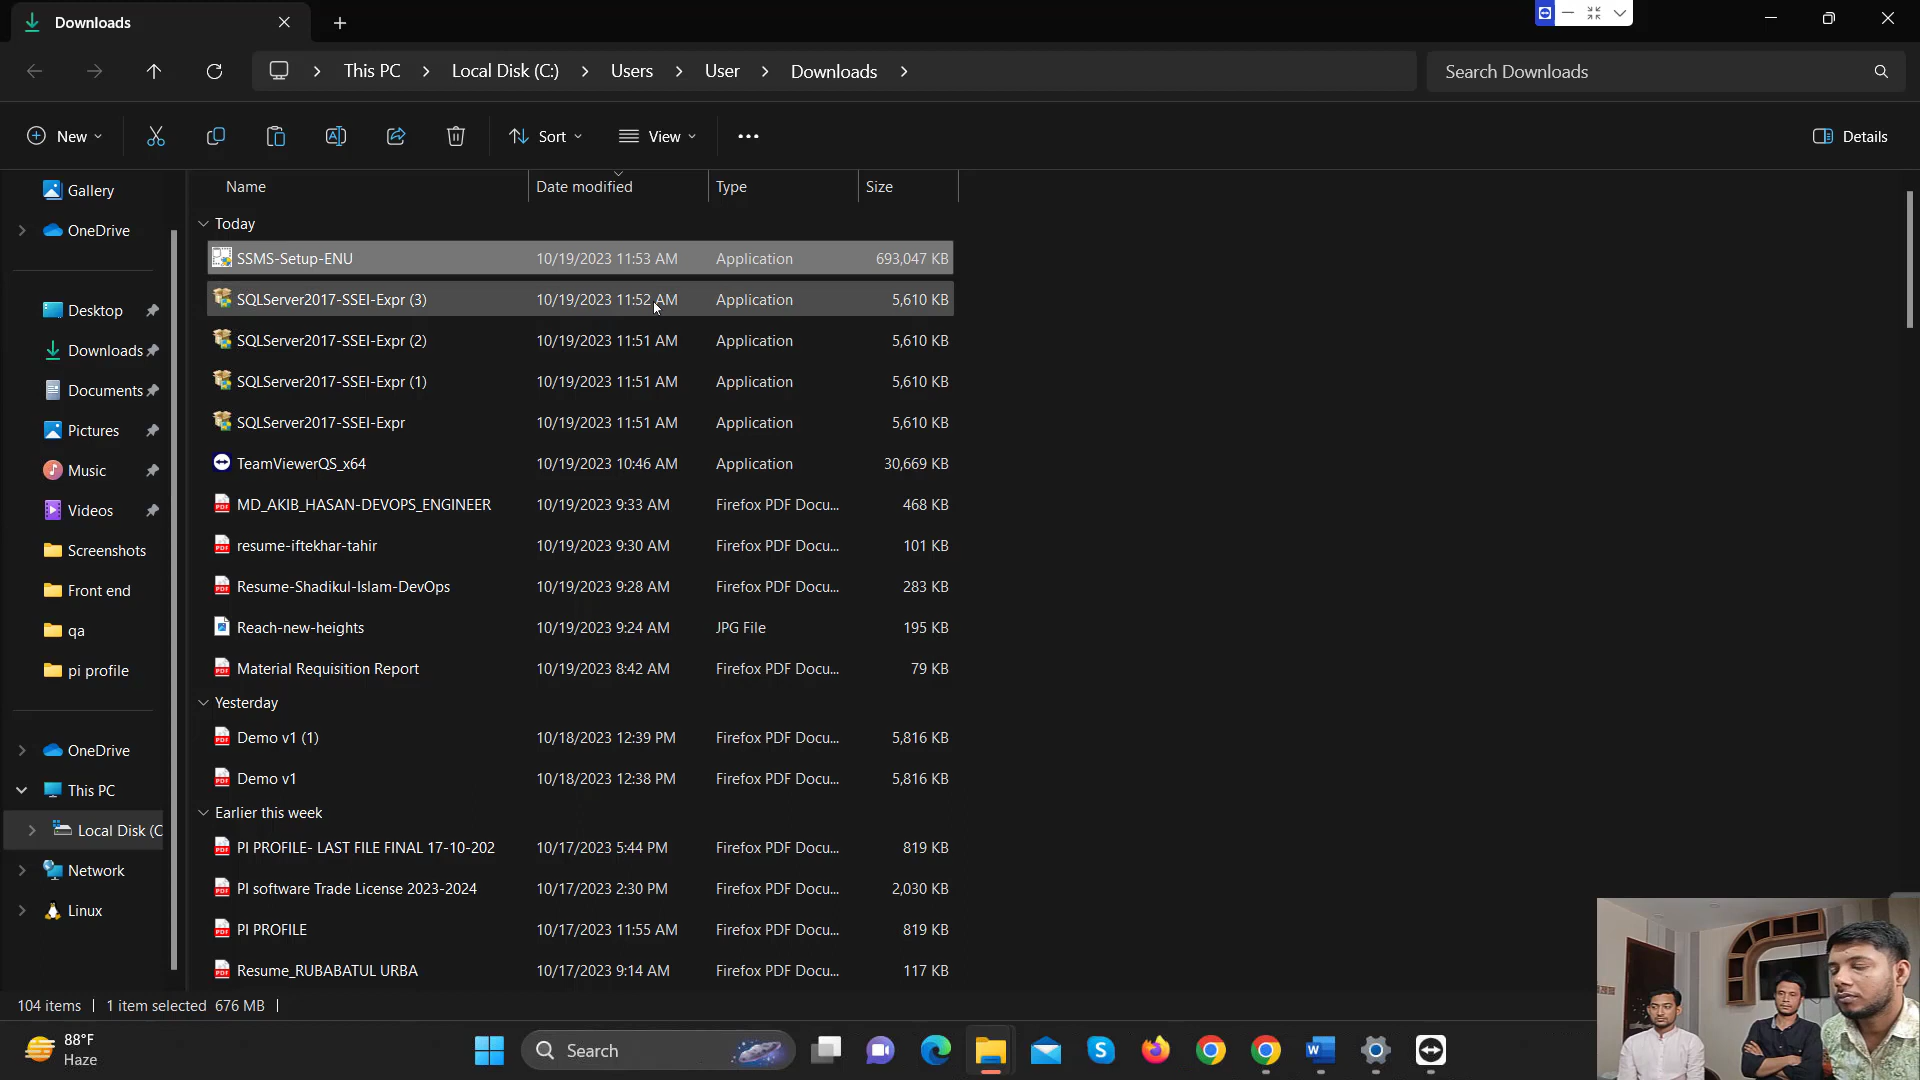 Downloads
This PC > Local Disk (C:) > Users > User > Downloads >
Search Downloads
New
Sort
View
Details
Gallery
OneDrive
Desktop
Downloads
Documents
Pictures
Music
Videos
Screenshots
Front end
qa
pi profile
OneDrive
This PC
Local Disk (C
Network
Linux
Name Date modified Type Size
Today
SSMS-Setup-ENU 10/19/2023 11:53 AM Application 693,047 KB
SQLServer2017-SSEI-Expr (3) 10/19/2023 11:52 AM Application 5,610 KB
SQLServer2017-SSEI-Expr (2) 10/19/2023 11:51 AM Application 5,610 KB
SQLServer2017-SSEI-Expr (1) 10/19/2023 11:51 AM Application 5,610 KB
SQLServer2017-SSEI-Expr 10/19/2023 11:51 AM Application 5,610 KB
TeamViewerQS_x64 10/19/2023 10:46 AM Application 30,669 KB
MD_AKIB_HASAN-DEVOPS_ENGINEER 10/19/2023 9:33 AM Firefox PDF Docu... 468 KB
resume-iftekhar-tahir 10/19/2023 9:30 AM Firefox PDF Docu... 101 KB
Resume-Shadikul-Islam-DevOps 10/19/2023 9:28 AM Firefox PDF Docu... 283 KB
Reach-new-heights 10/19/2023 9:24 AM JPG File 195 KB
Material Requisition Report 10/19/2023 8:42 AM Firefox PDF Docu... 79 KB
Yesterday
Demo v1 (1) 10/18/2023 12:39 PM Firefox PDF Docu... 5,816 KB
Demo v1 10/18/2023 12:38 PM Firefox PDF Docu... 5,816 KB
Earlier this week
PI PROFILE- LAST FILE FINAL 17-10-202 10/17/2023 5:44 PM Firefox PDF Docu... 819 KB
PI software Trade License 2023-2024 10/17/2023 2:30 PM Firefox PDF Docu... 2,030 KB
PI PROFILE 10/17/2023 11:55 AM Firefox PDF Docu... 819 KB
Resume_RUBABATUL URBA 10/17/2023 9:14 AM Firefox PDF Docu... 117 KB
104 items | 1 item selected 676 MB |
88°F
Haze
Search